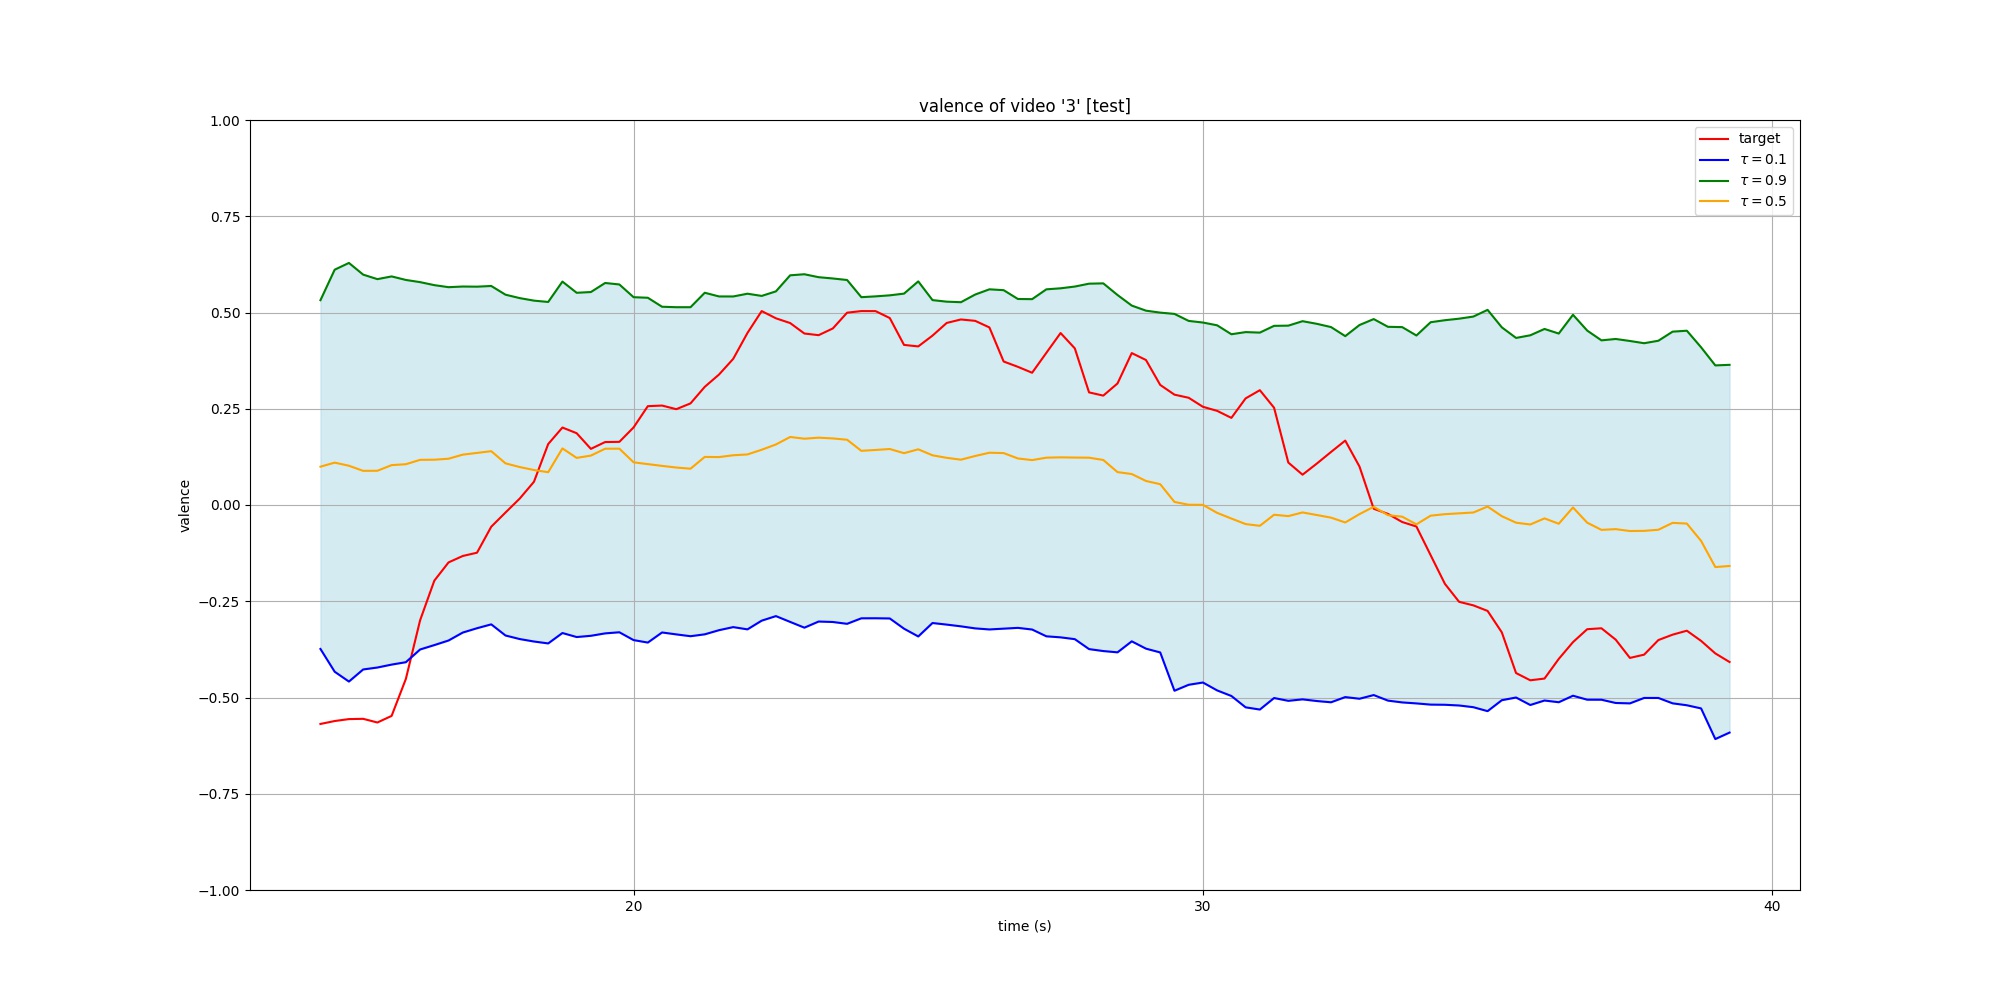 valence of video '3' [test]
1.00
0.75
0.50
0.25
0.00
−0.25
−0.50
−0.75
−1.00
valence
20
30
40
time (s)
target
τ = 0.1
τ = 0.9
τ = 0.5